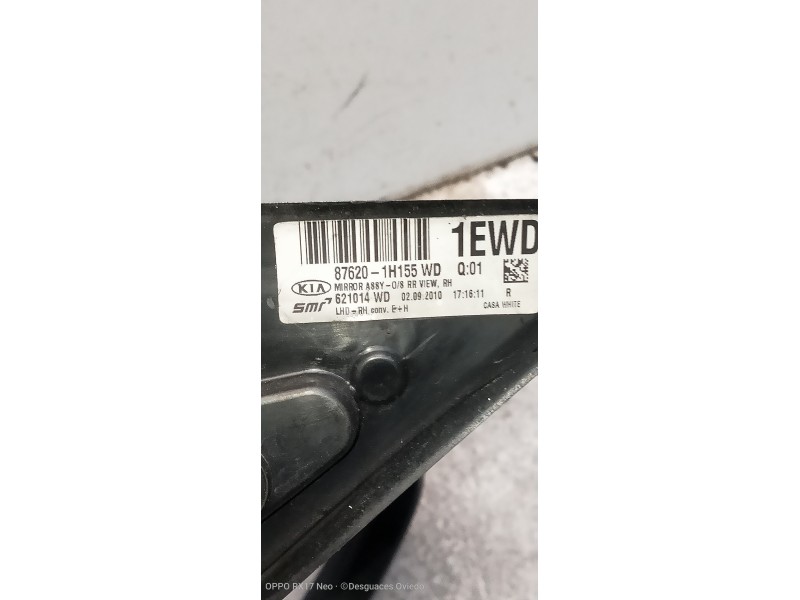 1EWD
87620-1H155 WD Q:01
KIA MIRROR ASSY-O/S RR VIEW, RH
smr 621014 WD 02.09.2010 17:16:11 R
LHD-RH conv. E+H CASA WHITE
OPPO RX17 Neo · ©Desguaces Oviedo